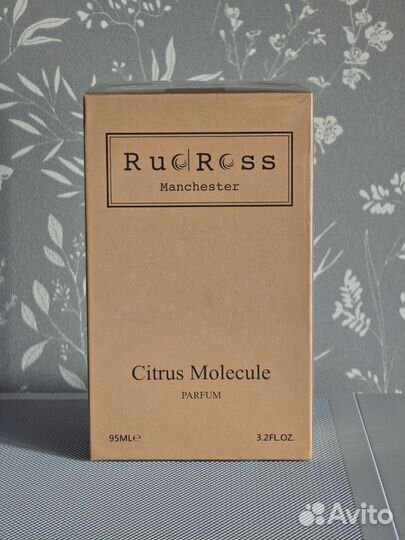 RudRoss
Manchester
Citrus Molecule
PARFUM
95ML℮ 3.2FL.OZ.
Avito